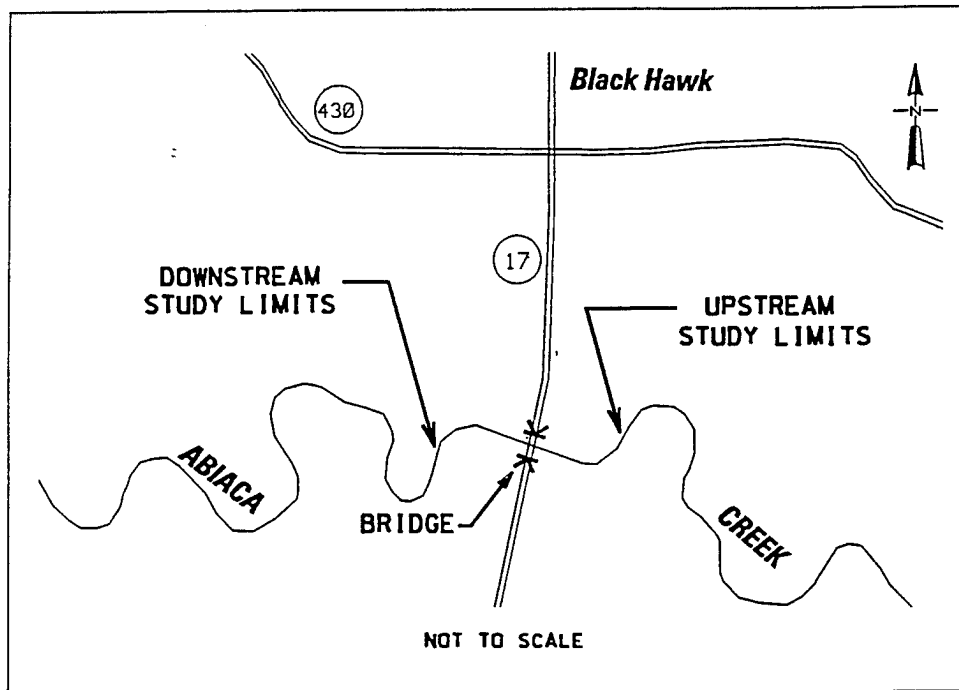 Black Hawk
430
N
17
DOWNSTREAM
STUDY LIMITS
UPSTREAM
STUDY LIMITS
ABIACA
BRIDGE
CREEK
NOT TO SCALE